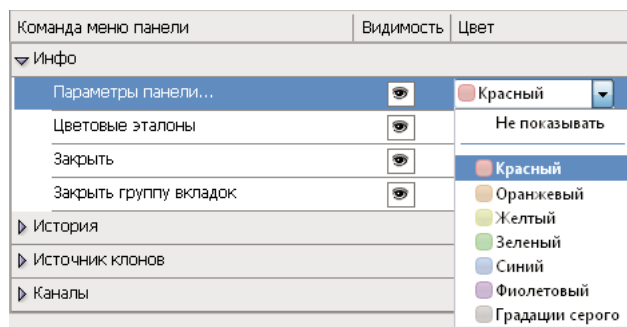 Команда меню панели Видимость Цвет
Инфо
Параметры панели... Красный
Цветовые эталоны Не показывать
Закрыть Красный
Закрыть группу вкладок Оранжевый
История Желтый
Зеленый
Источник клонов Синий
Каналы Фиолетовый
Градации серого